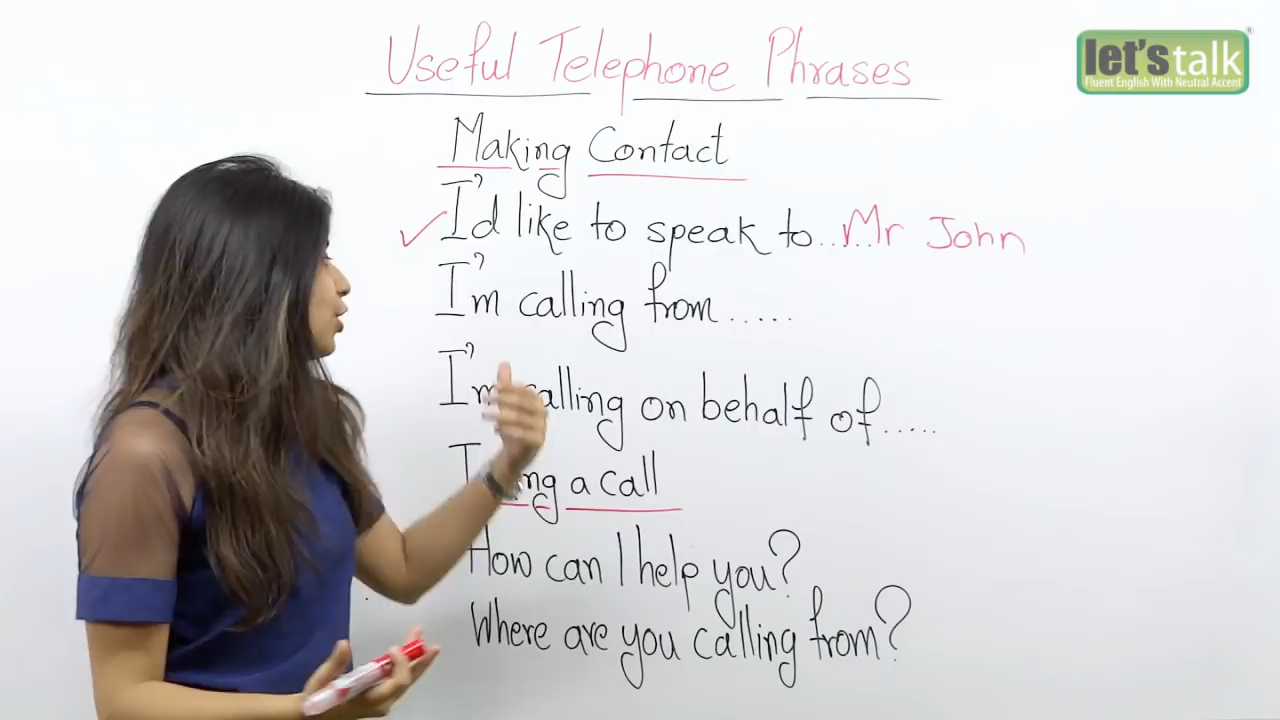 Useful Telephone Phrases
let's talk®
Fluent English With Neutral Accent
Making Contact
I'd like to speak to...... Mr John
I'm calling from.....
I'm calling on behalf of.....
a call
How can I help you?
Where are you calling from?